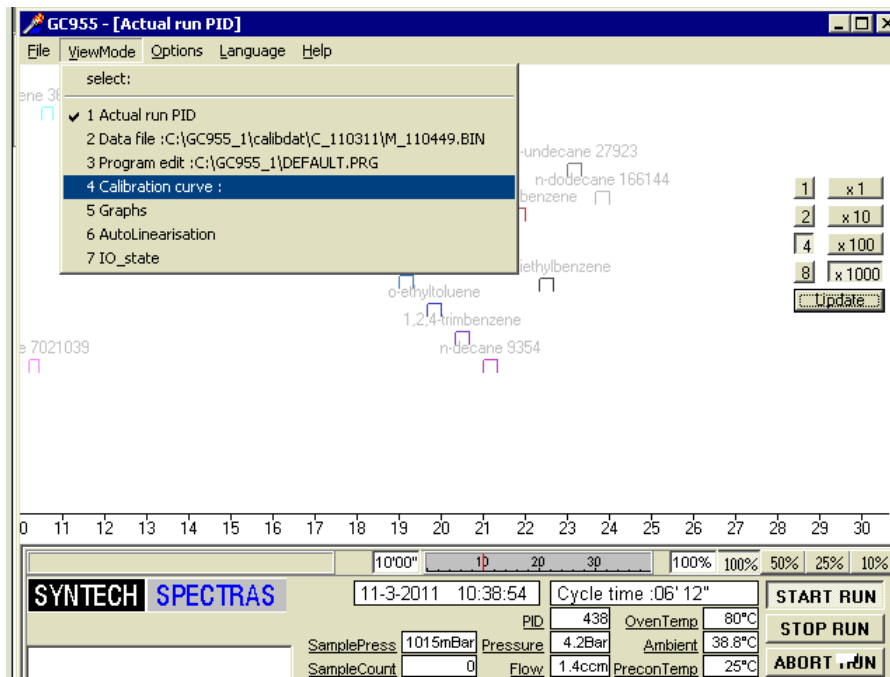 GC955 - [Actual run PID]
File ViewMode Options Language Help
select:
1 Actual run PID
2 Data file :C:\GC955_1\calibdat\C_110311\M_110449.BIN
3 Program edit :C:\GC955_1\DEFAULT.PRG
4 Calibration curve :
5 Graphs
6 AutoLinearisation
7 IO_state
ene 38
-undecane 27923
n-dodecane 166144
benzene
iethylbenzene
o-ethyltoluene
1,2,4-trimbenzene
n-decane 9354
e 7021039
1 x 1
2 x 10
4 x 100
8 x 1000
Update
0 11 12 13 14 15 16 17 18 19 20 21 22 23 24 25 26 27 28 29 30
10'00" 10 20 30 100% 100% 50% 25% 10%
SYNTECH SPECTRAS 11-3-2011 10:38:54 Cycle time :06' 12" START RUN
PID 438 OvenTemp 80°C STOP RUN
SamplePress 1015mBar Pressure 4.2Bar Ambient 38.8°C
SampleCount 0 Flow 1.4ccm PreconTemp 25°C ABORT RUN